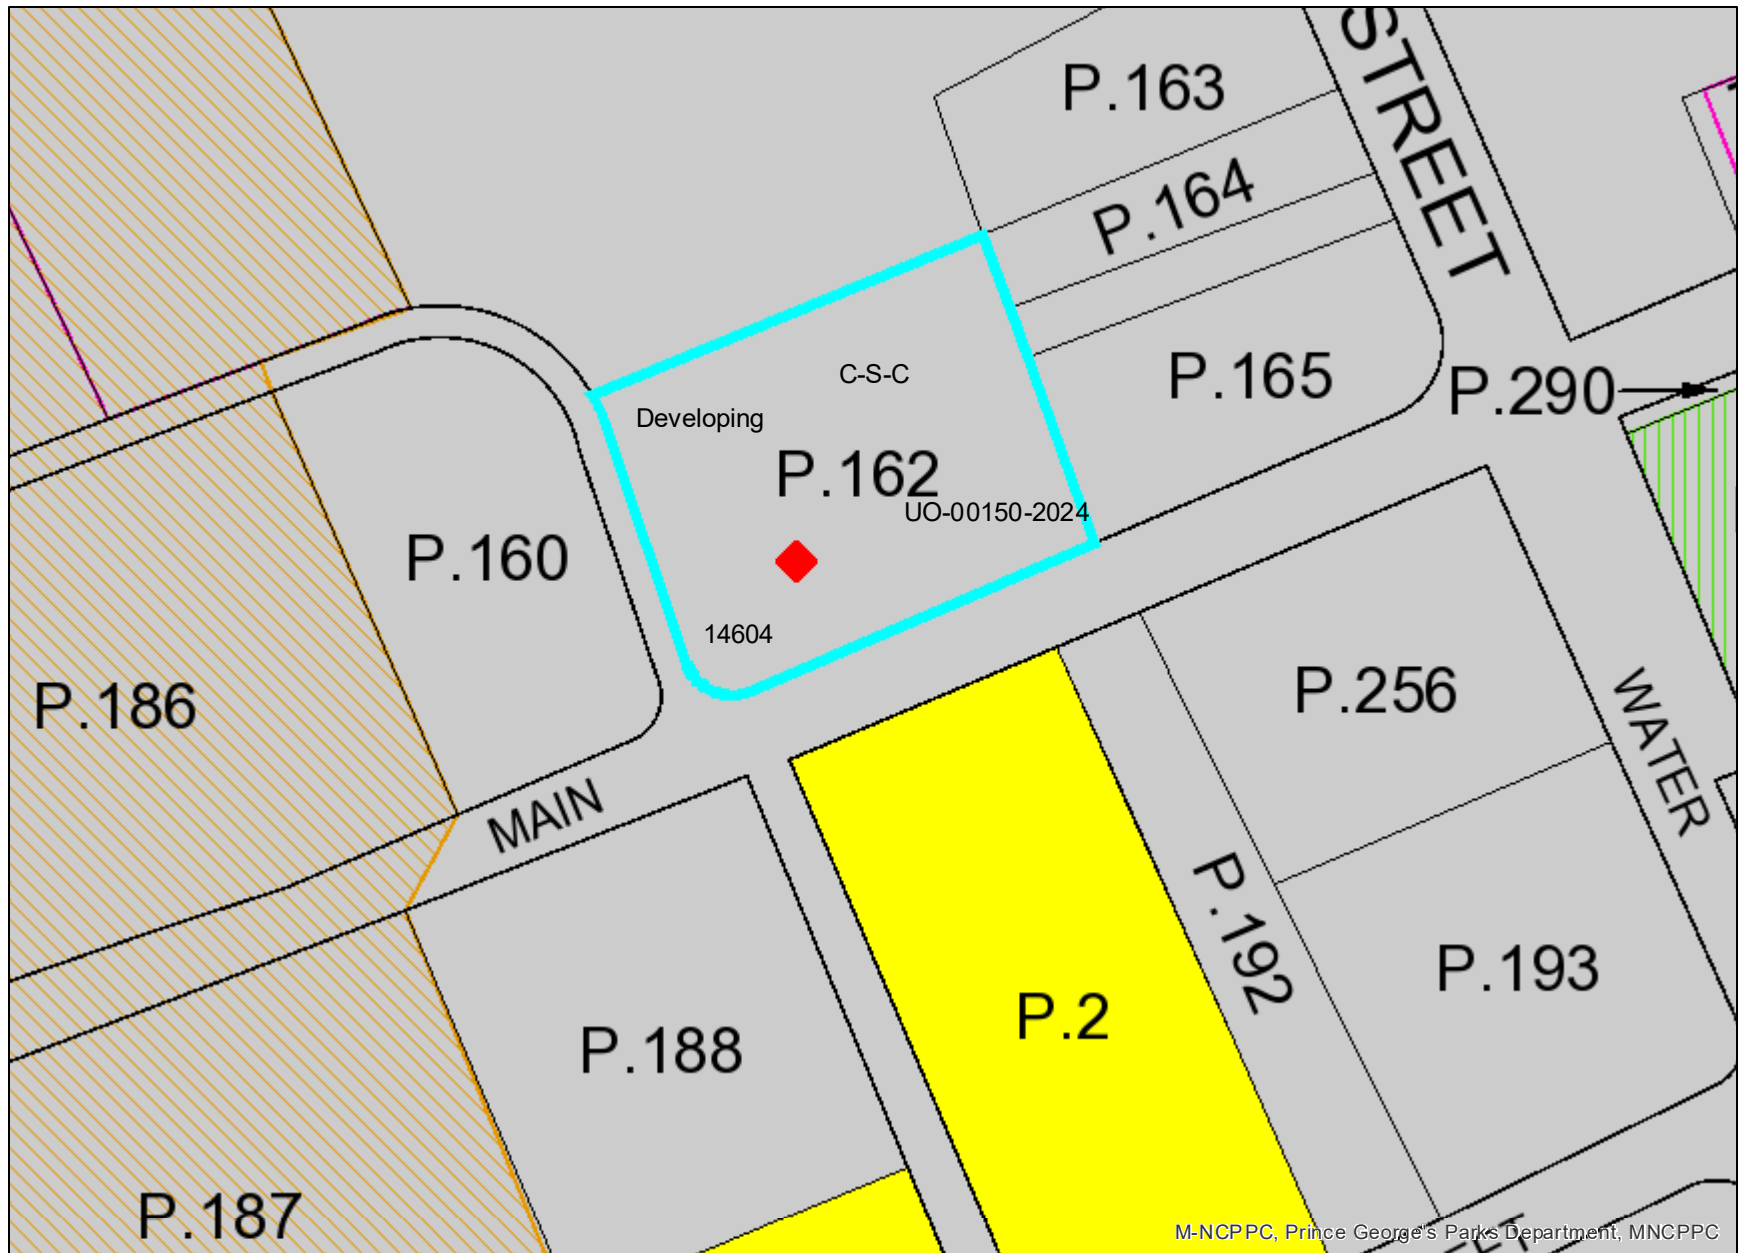 STREET
P.163
P.164
P.165
P.290
C-S-C
Developing
P.162
UO-00150-2024
P.160
14604
P.186
MAIN
P.256
WATER
P.192
P.193
P.2
P.188
P.187
M-NCPPC, Prince George's Parks Department, MNCPPC